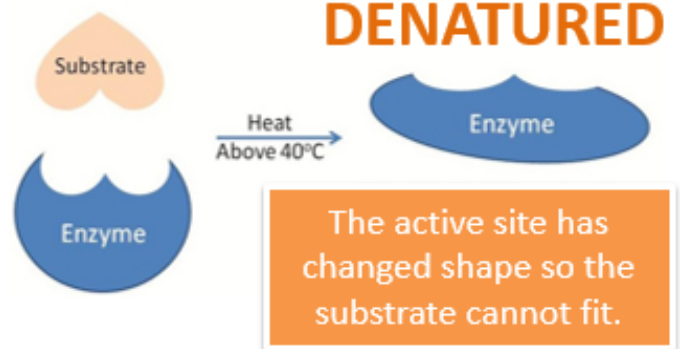 DENATURED
Substrate
Heat
Above 40°C
Enzyme
Enzyme
The active site has
changed shape so the
substrate cannot fit.